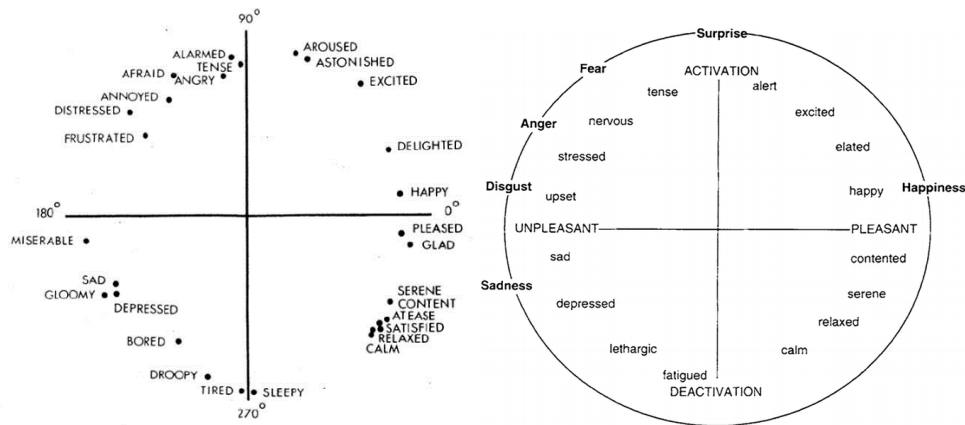 90°
ALARMED
TENSE
AFRAID
ANGRY
ANNOYED
DISTRESSED
FRUSTRATED
AROUSED
ASTONISHED
EXCITED
DELIGHTED
HAPPY
180°
0°
MISERABLE
PLEASED
GLAD
SAD
GLOOMY
DEPRESSED
BORED
DROOPY
TIRED
SLEEPY
SERENE
CONTENT
ATEASE
SATISFIED
RELAXED
CALM
270°
Surprise
Fear
ACTIVATION
tense
alert
Anger
nervous
excited
stressed
elated
Disgust
upset
happy
Happiness
UNPLEASANT
PLEASANT
sad
contented
Sadness
depressed
serene
relaxed
lethargic
calm
fatigued
DEACTIVATION